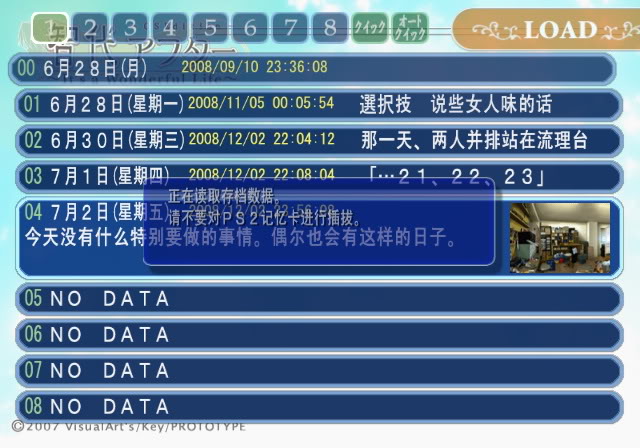 1 2 3 4 5 6 7 8 クイック オートクイック LOAD
智代アフター
～It's a Wonderful Life～
00 6月28日(月) 2008/09/10 23:36:08
01 6月28日(星期一) 2008/11/05 00:05:54 選択技 说些女人味的话
02 6月30日(星期三) 2008/12/02 22:04:12 那一天、两人并排站在流理台
03 7月1日(星期四) 2008/12/02 22:08:04 「…21、22、23」
正在读取存档数据。
04 7月2日(星期五)
请不要对PS2记忆卡进行插拔。
今天没有什么特别要做的事情。偶尔也会有这样的日子。
05 NO DATA
06 NO DATA
07 NO DATA
08 NO DATA
©2007 VisualArt's/Key/PROTOTYPE